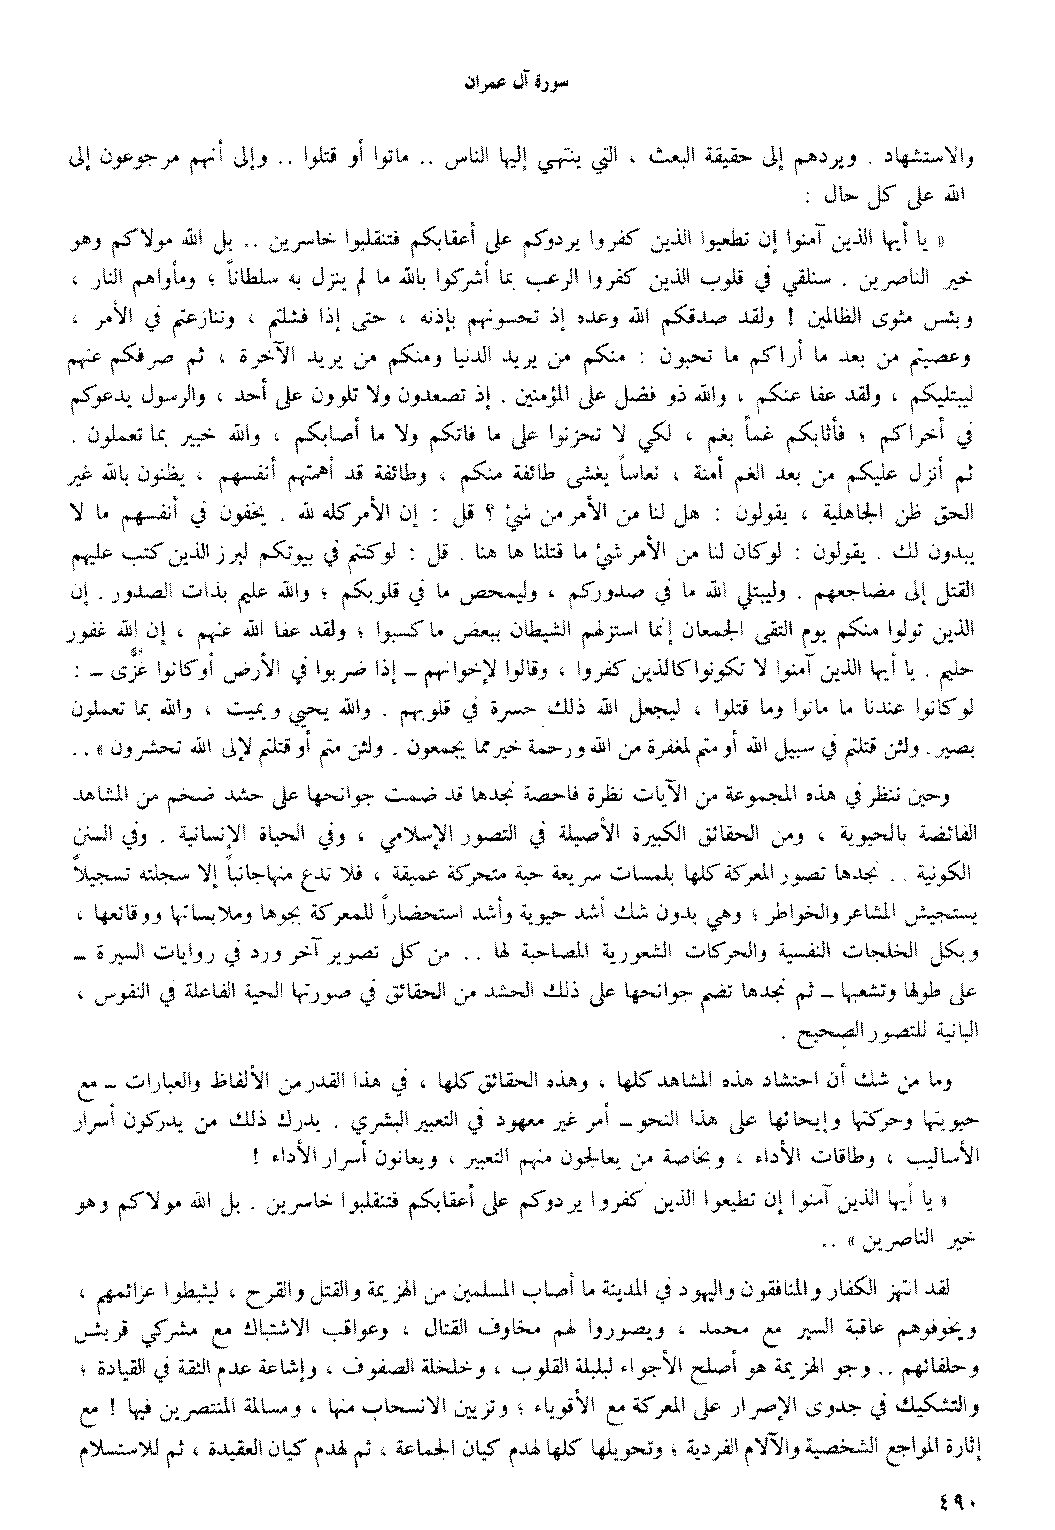 سورة آل عمران
والاستشهاد . ويردهم إلى حقيقة البعث ، التي ينتهي إليها الناس .. ماتوا أو قتلوا .. وإلى أنهم مرجوعون إلى
الله على كل حال :
« يا أيها الذين آمنوا إن تطيعوا الذين كفروا يردوكم على أعقابكم فتنقلبوا خاسرين .. بل الله مولاكم وهو
خير الناصرين . سنلقي في قلوب الذين كفروا الرعب بما أشركوا بالله ما لم ينزل به سلطاناً ؛ ومأواهم النار ،
وبئس مثوى الظالمين ! ولقد صدقكم الله وعده إذ تحسونهم بإذنه ، حتى إذا فشلتم ، وتنازعتم في الأمر ،
وعصيتم من بعد ما أراكم ما تحبون : منكم من يريد الدنيا ومنكم من يريد الآخرة ، ثم صرفكم عنهم
ليبتليكم ، ولقد عفا عنكم ، والله ذو فضل على المؤمنين . إذ تصعدون ولا تلوون على أحد ، والرسول يدعوكم
في أخراكم ؛ فأثابكم غماً بغم ، لكي لا تحزنوا على ما فاتكم ولا ما أصابكم ، والله خبير بما تعملون .
ثم أنزل عليكم من بعد الغم أمنة ، نعاساً يغشى طائفة منكم ، وطائفة قد أهمتهم أنفسهم ، يظنون بالله غير
الحق ظن الجاهلية ، يقولون : هل لنا من الأمر من شيء ؟ قل : إن الأمر كله لله . يخفون في أنفسهم ما لا
يبدون لك . يقولون : لو كان لنا من الأمر شيء ما قتلنا ها هنا . قل : لو كنتم في بيوتكم لبرز الذين كتب عليهم
القتل إلى مضاجعهم . وليبتلي الله ما في صدوركم ، وليمحص ما في قلوبكم ؛ والله عليم بذات الصدور . إن
الذين تولوا منكم يوم التقى الجمعان إنما استزلهم الشيطان ببعض ما كسبوا ؛ ولقد عفا الله عنهم ، إن الله غفور
حليم . يا أيها الذين آمنوا لا تكونوا كالذين كفروا ، وقالوا لإخوانهم – إذا ضربوا في الأرض أو كانوا غُزًّى – :
لو كانوا عندنا ما ماتوا وما قتلوا ، ليجعل الله ذلك حسرة في قلوبهم . والله يحيي ويميت ، والله بما تعملون
بصير. ولئن قتلتم في سبيل الله أو متم لمغفرة من الله ورحمة خير مما يجمعون . ولئن متم أو قتلتم لإلى الله تحشرون » ..
وحين ننظر في هذه المجموعة من الآيات نظرة فاحصة نجدها قد ضمت جوانحها على حشد ضخم من المشاهد
الفائضة بالحيوية ، ومن الحقائق الكبيرة الأصيلة في التصور الإسلامي ، وفي الحياة الإنسانية . وفي السنن
الكونية .. نجدها تصور المعركة كلها بلمسات سريعة حية متحركة عميقة ، فلا تدع منها جانباً إلا سجلته تسجيلاً
يستجيش المشاعر والخواطر ؛ وهي بدون شك أشد حيوية وأشد استحضاراً للمعركة بجوها وملابساتها ووقائعها ،
وبكل الخلجات النفسية والحركات الشعورية المصاحبة لها .. من كل تصوير آخر ورد في روايات السيرة –
على طولها وتشعبها – ثم نجدها تضم جوانحها على ذلك الحشد من الحقائق في صورتها الحية الفاعلة في النفوس ،
البانية للتصور الصحيح .
وما من شك أن احتشاد هذه المشاهد كلها ، وهذه الحقائق كلها ، في هذا القدر من الألفاظ والعبارات – مع
حيويتها وحركتها وإيحائها على هذا النحو – أمر غير معهود في التعبير البشري . يدرك ذلك من يدركون أسرار
الأساليب ، وطاقات الأداء ، وبخاصة من يعالجون منهم التعبير ، ويعانون أسرار الأداء !
« يا أيها الذين آمنوا إن تطيعوا الذين كفروا يردوكم على أعقابكم فتنقلبوا خاسرين . بل الله مولاكم وهو
خير الناصرين » ..
لقد انتهز الكفار والمنافقون واليهود في المدينة ما أصاب المسلمين من الهزيمة والقتل والقرح ، ليثبطوا عزائمهم ،
ويخوفوهم عاقبة السير مع محمد ، ويصوروا لهم مخاوف القتال ، وعواقب الاشتباك مع مشركي قريش
وحلفائهم .. وجو الهزيمة هو أصلح الأجواء لبلبلة القلوب ، وخلخلة الصفوف ، وإشاعة عدم الثقة في القيادة ؛
والتشكيك في جدوى الإصرار على المعركة مع الأقوياء ؛ وتزيين الانسحاب منها ، ومسالمة المنتصرين فيها ! مع
إثارة المواجع الشخصية والآلام الفردية ؛ وتحويلها كلها لهدم كيان الجماعة ، ثم لهدم كيان العقيدة ، ثم للاستسلام
٤٩٠